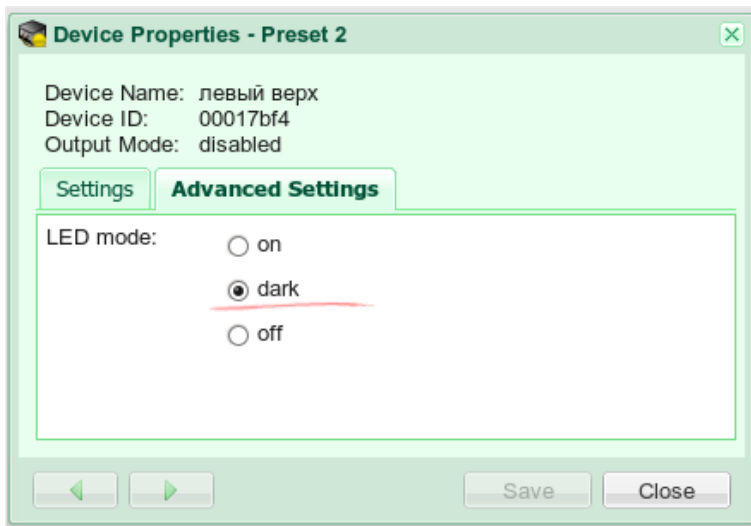 Device Properties - Preset 2
Device Name: левый верх
Device ID: 00017bf4
Output Mode: disabled
Settings Advanced Settings
LED mode:
on
dark
off
Save Close